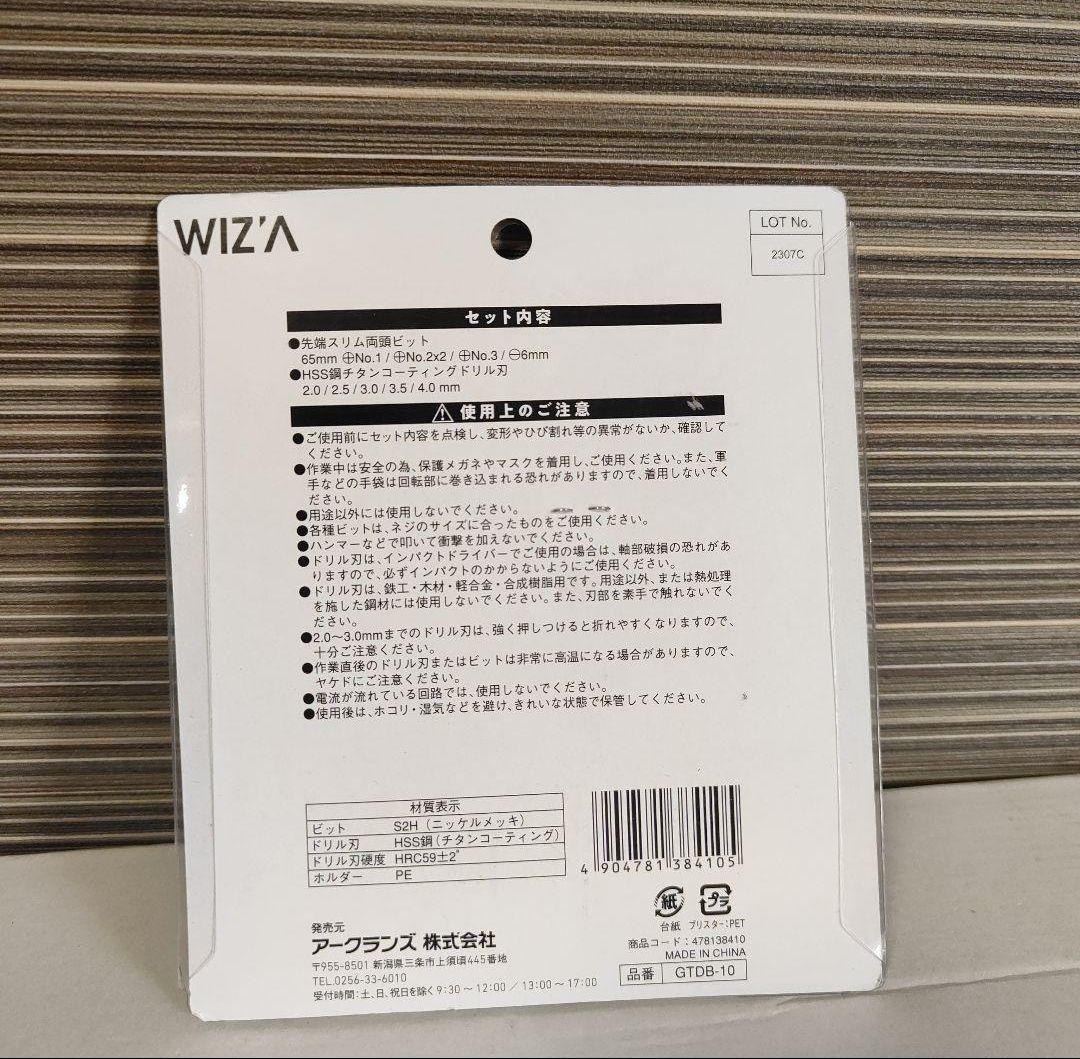 WIZ'A
LOT No.
2307C
セット内容
●先端スリム両頭ビット
65mm ⊕No.1 / ⊕No.2x2 / ⊕No.3 / ⊖6mm
●HSS鋼チタンコーティングドリル刃
2.0 / 2.5 / 3.0 / 3.5 / 4.0 mm
⚠ 使用上のご注意
●ご使用前にセット内容を点検し、変形やひび割れ等の異常がないか、確認して
ください。
●作業中は安全の為、保護メガネやマスクを着用し、ご使用ください。また、軍
手などの手袋は回転部に巻き込まれる恐れがありますので、着用しないでく
ださい。
●用途以外には使用しないでください。
●各種ビットは、ネジのサイズに合ったものをご使用ください。
●ハンマーなどで叩いて衝撃を加えないでください。
●ドリル刃は、インパクトドライバーでご使用の場合は、軸部破損の恐れがあ
りますので、必ずインパクトのかからないようにご使用ください。
●ドリル刃は、鉄工・木材・軽合金・合成樹脂用です。用途以外、または熱処理
を施した鋼材には使用しないでください。また、刃部を素手で触れないでく
ださい。
●2.0〜3.0mmまでのドリル刃は、強く押しつけると折れやすくなりますので、
十分ご注意ください。
●作業直後のドリル刃またはビットは非常に高温になる場合がありますので、
ヤケドにご注意ください。
●電流が流れている回路では、使用しないでください。
●使用後は、ホコリ・湿気などを避け、きれいな状態で保管してください。
材質表示
ビット S2H（ニッケルメッキ）
ドリル刃 HSS鋼（チタンコーティング）
ドリル刃硬度 HRC59±2°
ホルダー PE
4 904781 384105
紙 プラ
台紙 ブリスター:PET
商品コード：478138410
MADE IN CHINA
品番 GTDB-10
発売元
アークランズ 株式会社
〒955-8501 新潟県三条市上須頃445番地
TEL.0256-33-6010
受付時間：土、日、祝日を除く9:30〜12:00／13:00〜17:00